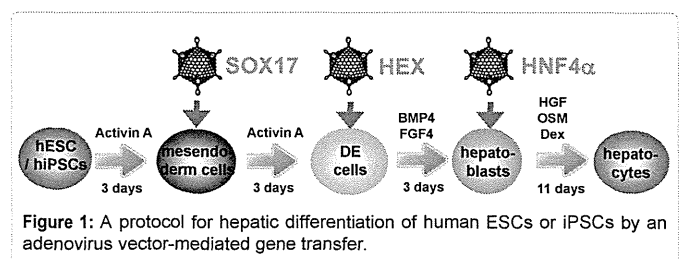 SOX17
HEX
HNF4α
hESC
/ hiPSCs
Activin A
3 days
mesendo-
derm cells
Activin A
3 days
DE
cells
BMP4
FGF4
3 days
hepato-
blasts
HGF
OSM
Dex
11 days
hepato-
cytes
Figure 1: A protocol for hepatic differentiation of human ESCs or iPSCs by an
adenovirus vector-mediated gene transfer.